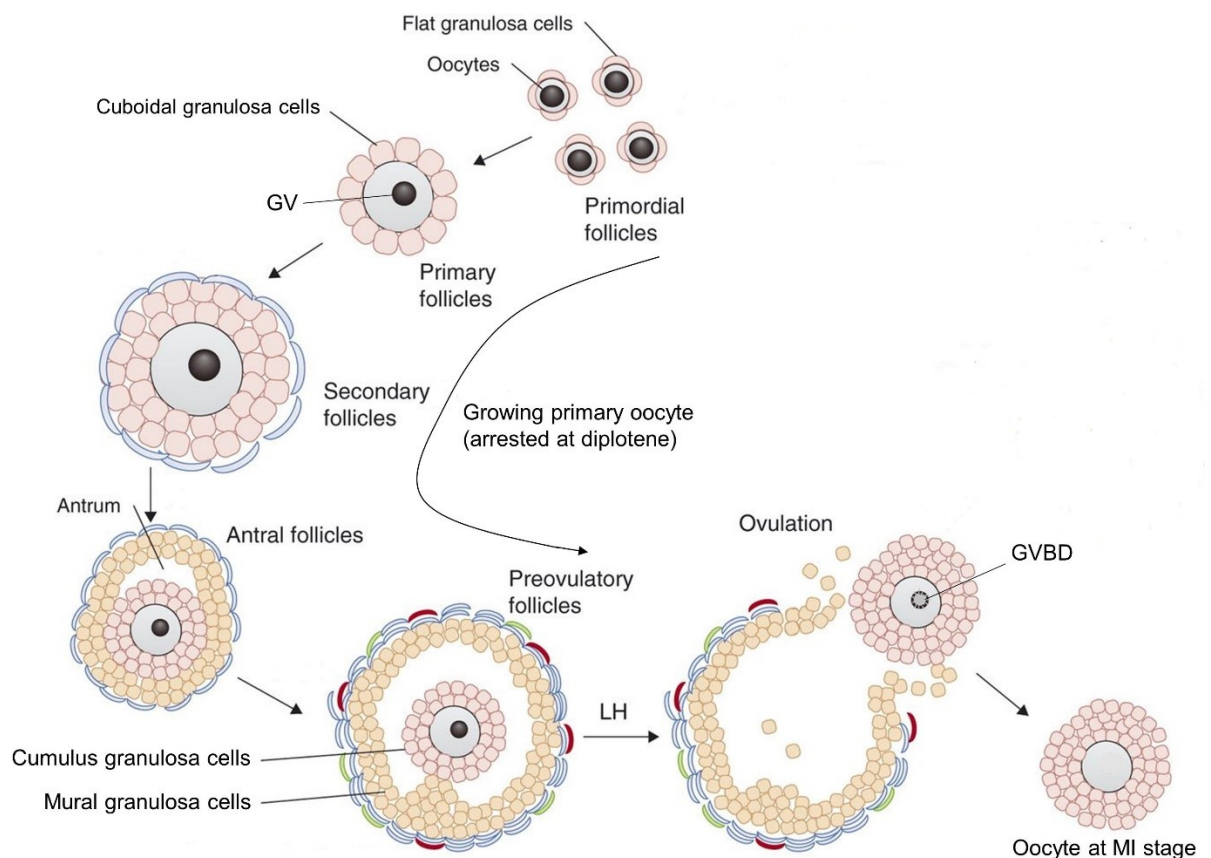 Flat granulosa cells
Oocytes
Cuboidal granulosa cells
GV
Primordial
follicles
Primary
follicles
Secondary
follicles
Growing primary oocyte
(arrested at diplotene)
Antrum
Antral follicles
Ovulation
GVBD
Preovulatory
follicles
LH
Cumulus granulosa cells
Mural granulosa cells
Oocyte at MI stage